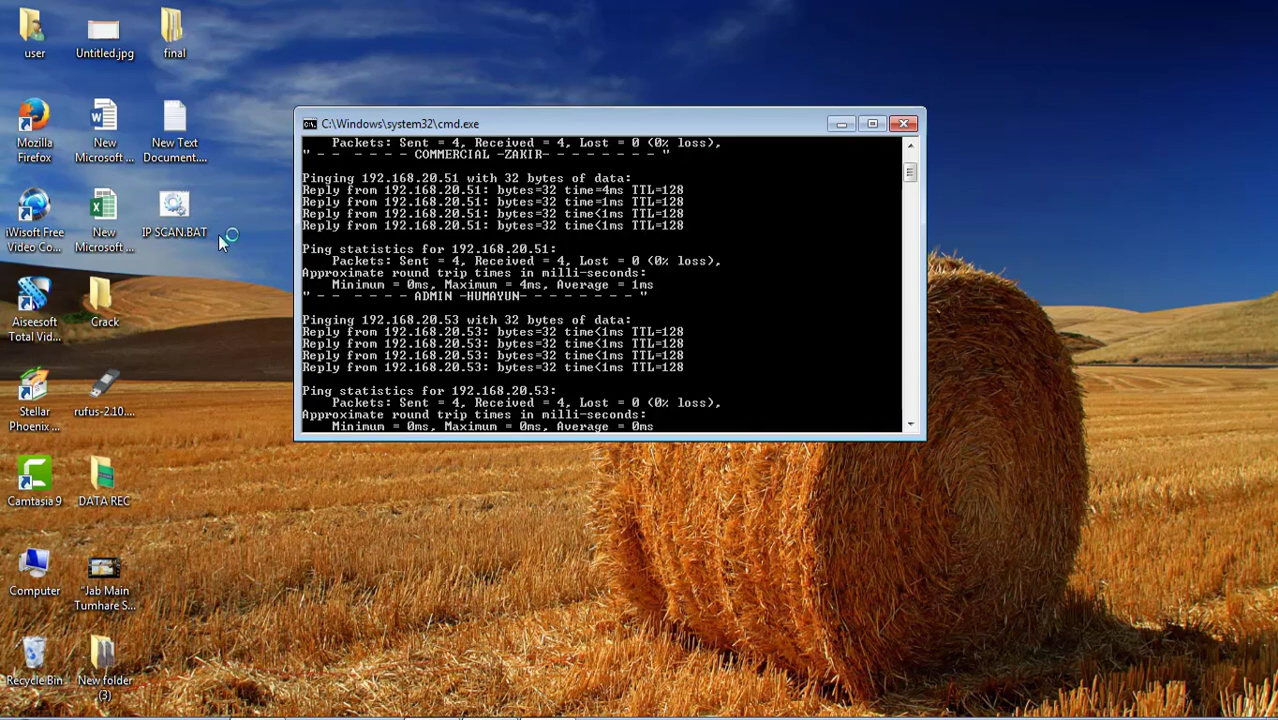 user
Untitled.jpg
final
Mozilla
Firefox
New
Microsoft ...
New Text
Document....
iWisoft Free
Video Co...
New
Microsoft ...
IP SCAN.BAT
Aiseesoft
Total Vid...
Crack
Stellar
Phoenix ...
rufus-2.10....
Camtasia 9
DATA REC
Computer
"Jab Main
Tumhare S...
Recycle Bin
New folder
(3)
C:\Windows\system32\cmd.exe
Packets: Sent = 4, Received = 4, Lost = 0 (0% loss),
" - - - - - - COMMERCIAL -ZAKIR- - - - - - - - "
Pinging 192.168.20.51 with 32 bytes of data:
Reply from 192.168.20.51: bytes=32 time=4ms TTL=128
Reply from 192.168.20.51: bytes=32 time=1ms TTL=128
Reply from 192.168.20.51: bytes=32 time<1ms TTL=128
Reply from 192.168.20.51: bytes=32 time<1ms TTL=128
Ping statistics for 192.168.20.51:
Packets: Sent = 4, Received = 4, Lost = 0 (0% loss),
Approximate round trip times in milli-seconds:
Minimum = 0ms, Maximum = 4ms, Average = 1ms
" - - - - - - ADMIN -HUMAYUN- - - - - - - - "
Pinging 192.168.20.53 with 32 bytes of data:
Reply from 192.168.20.53: bytes=32 time<1ms TTL=128
Reply from 192.168.20.53: bytes=32 time<1ms TTL=128
Reply from 192.168.20.53: bytes=32 time<1ms TTL=128
Reply from 192.168.20.53: bytes=32 time<1ms TTL=128
Ping statistics for 192.168.20.53:
Packets: Sent = 4, Received = 4, Lost = 0 (0% loss),
Approximate round trip times in milli-seconds:
Minimum = 0ms, Maximum = 0ms, Average = 0ms